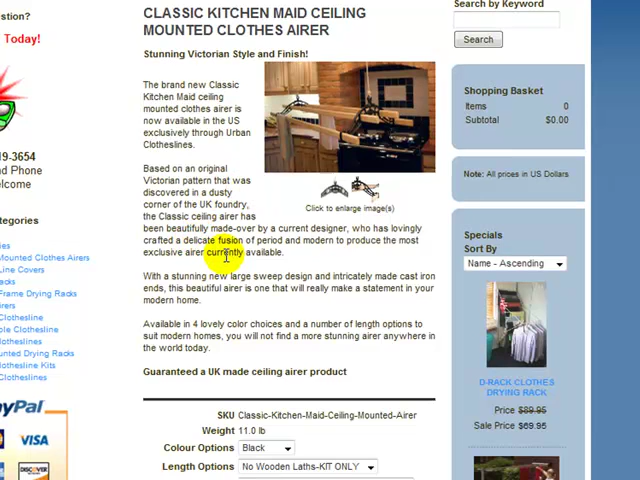 estion?
Today!
19-3654
nd Phone
elcome
ategories
ies
Mounted Clothes Airers
Line Covers
acks
Frame Drying Racks
irers
Clothesline
ble Clothesline
lotheslines
unted Drying Racks
Clothesline Kits
Clotheslines
PayPal
VISA
DISCOVER
CLASSIC KITCHEN MAID CEILING
MOUNTED CLOTHES AIRER
Stunning Victorian Style and Finish!
The brand new Classic
Kitchen Maid ceiling
mounted clothes airer is
now available in the US
exclusively through Urban
Clotheslines.
Based on an original
Victorian pattern that was
discovered in a dusty
corner of the UK foundry,
the Classic ceiling airer has
been beautifully made-over by a current designer, who has lovingly
crafted a delicate fusion of period and modern to produce the most
exclusive airer currently available.
Click to enlarge image(s)
With a stunning new large sweep design and intricately made cast iron
ends, this beautiful airer is one that will really make a statement in your
modern home.
Available in 4 lovely color choices and a number of length options to
suit modern homes, you will not find a more stunning airer anywhere in
the world today.
Guaranteed a UK made ceiling airer product
SKU Classic-Kitchen-Maid-Ceiling-Mounted-Airer
Weight 11.0 lb
Colour Options Black
Length Options No Wooden Laths-KIT ONLY
Search by Keyword
Search
Shopping Basket
Items 0
Subtotal $0.00
Note: All prices in US Dollars
Specials
Sort By
Name - Ascending
D-RACK CLOTHES
DRYING RACK
Price $89.95
Sale Price $69.95